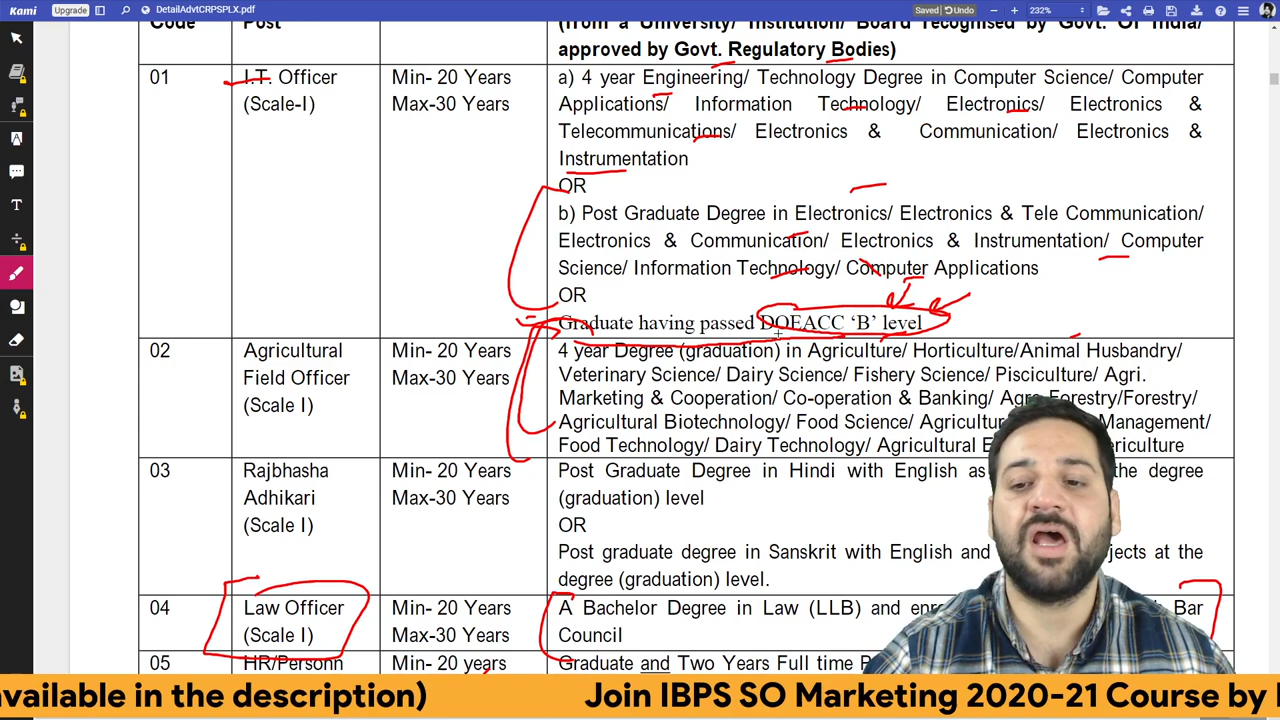 Kami
Upgrade
DetailAdvtCRPSPLX.pdf
Saved
Undo
232%
Code
Post
(from a University/ Institution/ Board recognised by Govt. Of India/
approved by Govt. Regulatory Bodies)
01
I.T. Officer
(Scale-I)
Min- 20 Years
Max-30 Years
a) 4 year Engineering/ Technology Degree in Computer Science/ Computer
Applications/ Information Technology/ Electronics/ Electronics &
Telecommunications/ Electronics & Communication/ Electronics &
Instrumentation
OR
b) Post Graduate Degree in Electronics/ Electronics & Tele Communication/
Electronics & Communication/ Electronics & Instrumentation/ Computer
Science/ Information Technology/ Computer Applications
OR
Graduate having passed DOEACC ‘B’ level
02
Agricultural
Field Officer
(Scale I)
Min- 20 Years
Max-30 Years
4 year Degree (graduation) in Agriculture/ Horticulture/Animal Husbandry/
Veterinary Science/ Dairy Science/ Fishery Science/ Pisciculture/ Agri.
Marketing & Cooperation/ Co-operation & Banking/ Agro-Forestry/Forestry/
Agricultural Biotechnology/ Food Science/ Management/
Food Technology/ Dairy Technology/ Agricultural
03
Rajbhasha
Adhikari
(Scale I)
Min- 20 Years
Max-30 Years
Post Graduate Degree in Hindi with English the degree
(graduation) level
OR
Post graduate degree in Sanskrit with English and at the
degree (graduation) level.
04
Law Officer
(Scale I)
Min- 20 Years
Max-30 Years
A Bachelor Degree in Law (LLB) and Bar
Council
05
HR/Personn
Min- 20 years
Graduate and Two Years Full time
available in the description)
Join IBPS SO Marketing 2020-21 Course by